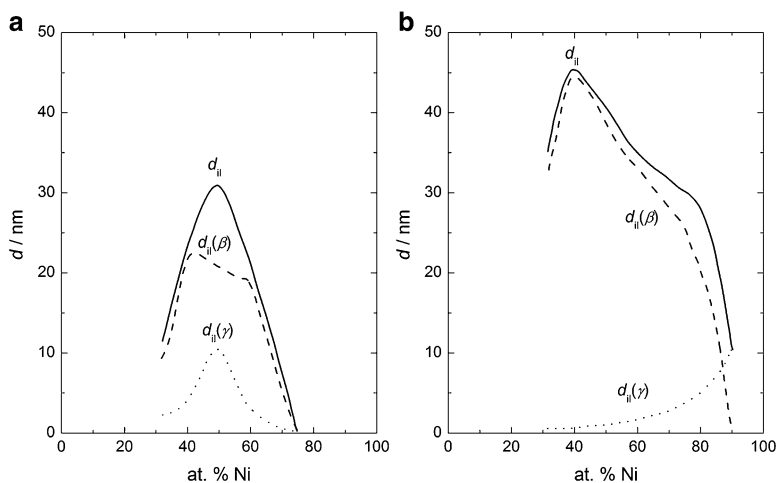 a
50
40
30
20
10
0
d / nm
d_il
d_il(β)
d_il(γ)
0 20 40 60 80 100
at. % Ni
b
50
40
30
20
10
0
d / nm
d_il
d_il(β)
d_il(γ)
0 20 40 60 80 100
at. % Ni